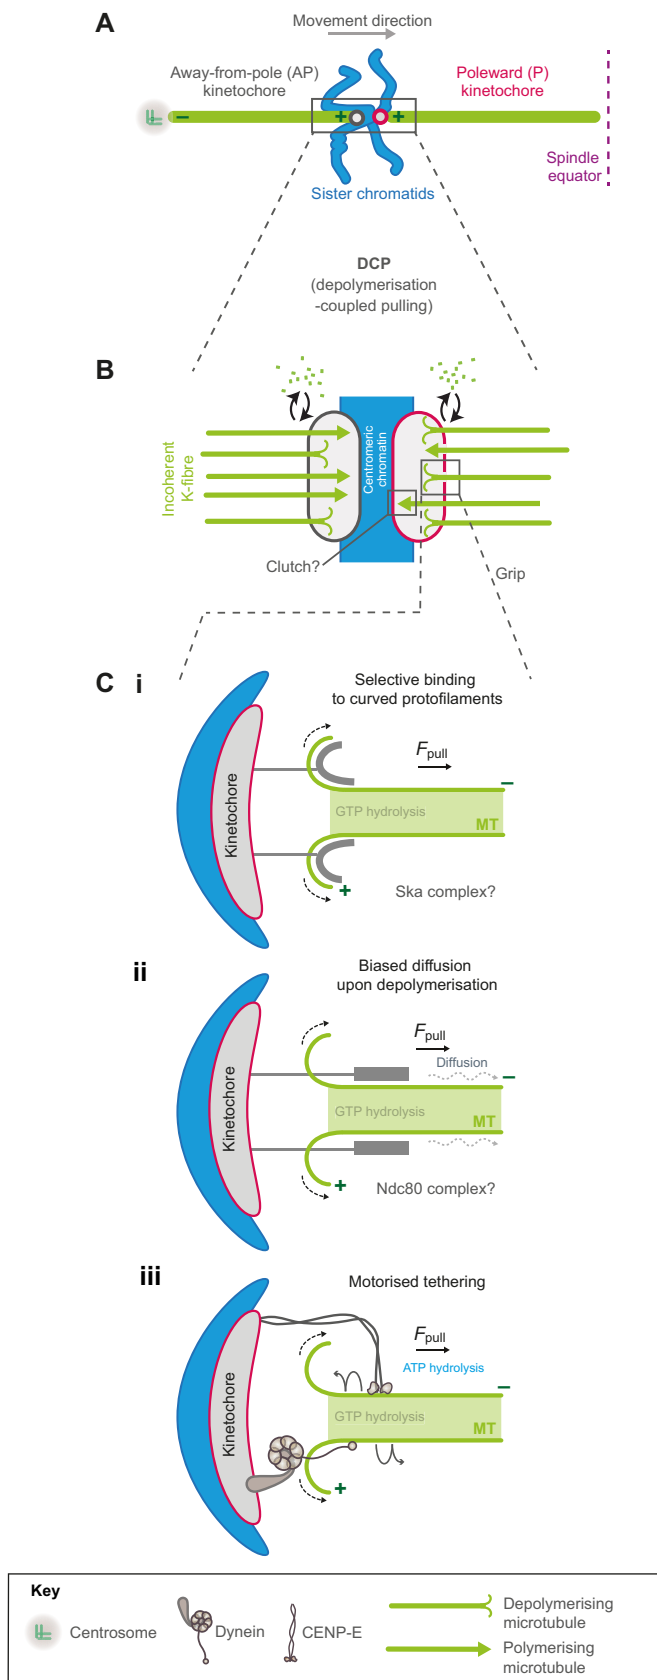 A
Movement direction
Away-from-pole (AP)
kinetochore
Poleward (P)
kinetochore
−
+
+
Spindle
equator
Sister chromatids
DCP
(depolymerisation
-coupled pulling)
B
Incoherent
K-fibre
Centromeric
chromatin
Clutch?
Grip
C
i
Selective binding
to curved protofilaments
Fpull
−
Kinetochore
GTP hydrolysis
MT
+
Ska complex?
ii
Biased diffusion
upon depolymerisation
Fpull
Diffusion
−
Kinetochore
GTP hydrolysis
MT
+
Ndc80 complex?
iii
Motorised tethering
Fpull
ATP hydrolysis
−
Kinetochore
GTP hydrolysis
MT
+
Key
Centrosome
Dynein
CENP-E
Depolymerising
microtubule
Polymerising
microtubule